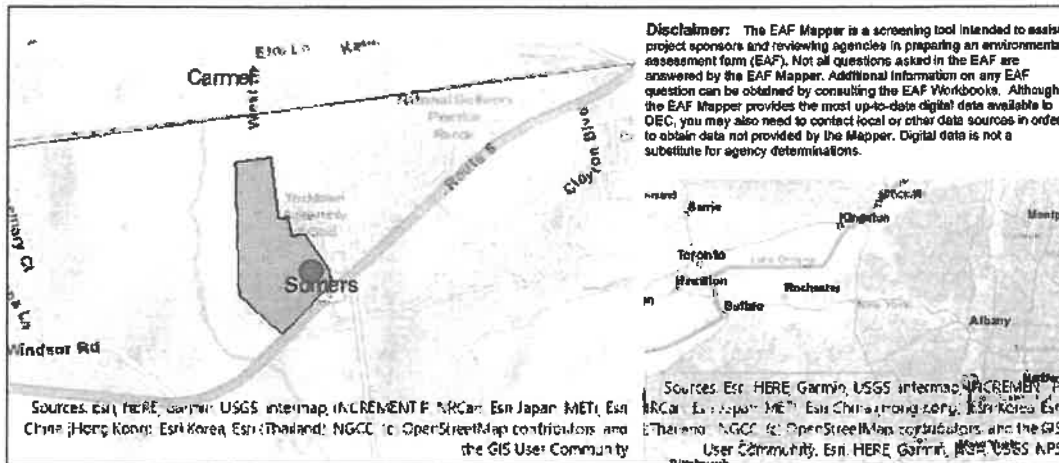 Disclaimer: The EAF Mapper is a screening tool intended to assist
project sponsors and reviewing agencies in preparing an environmenta
assessment form (EAF). Not all questions asked in the EAF are
answered by the EAF Mapper. Additional information on any EAF
question can be obtained by consulting the EAF Workbooks. Although
the EAF Mapper provides the most up-to-date digital data available to
DEC, you may also need to contact local or other data sources in order
to obtain data not provided by the Mapper. Digital data is not a
substitute for agency determinations.
Carmel
Route 6
Somers
Windsor Rd
Sources: Esri, HERE, Garmin, USGS, Intermap, INCREMENT P, NRCan, Esri Japan, METI, Esri
China (Hong Kong), Esri Korea, Esri (Thailand), NGCC, (c) OpenStreetMap contributors, and
the GIS User Community
Barrie
Kingston
Toronto
Lake Ontario
Hamilton
Rochester
Buffalo
New York
Albany
Montp
Sources: Esri, HERE, Garmin, USGS, Intermap, INCREMENT P,
NRCan, Esri Japan, METI, Esri China (Hong Kong), Esri Korea, Esri
(Thailand), NGCC, (c) OpenStreetMap contributors, and the GIS
User Community, Esri, HERE, Garmin, USGS, NPS